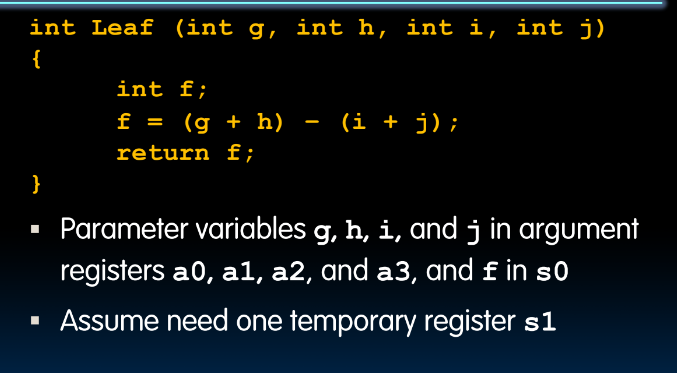 int Leaf (int g, int h, int i, int j)
{
int f;
f = (g + h) - (i + j);
return f;
}
▪ Parameter variables g, h, i, and j in argument
registers a0, a1, a2, and a3, and f in s0
▪ Assume need one temporary register s1